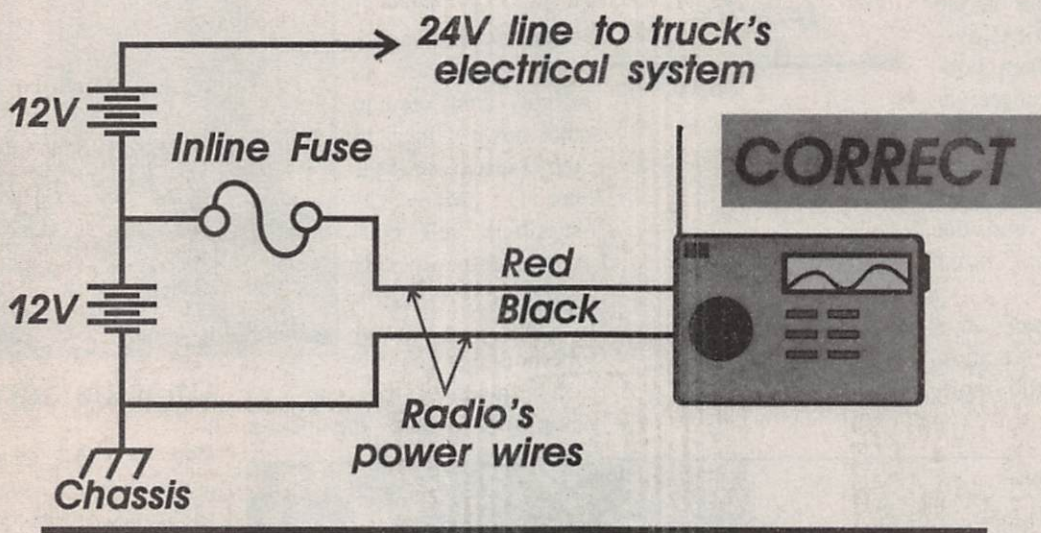 24V line to truck's
electrical system
12V
Inline Fuse
CORRECT
12V
Red
Black
Radio's
power wires
Chassis